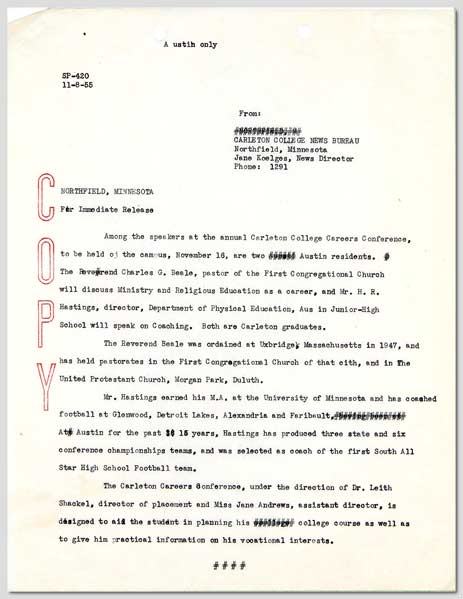 A ustin only
SP-420
11-8-55
From:
CARLETON COLLEGE NEWS BUREAU
Northfield, Minnesota
Jane Koelges, News Director
Phone: 1291
COPY
NORTHFIELD, MINNESOTA
For Immediate Release
Among the speakers at the annual Carleton College Careers Conference,
to be held oj the camous, November 16, are two ###### Austin residents. #
The Reverend Charles G. Beale, pastor of the First Congregational Church
will discuss Ministry and Religious Education as a career, and Mr. H. R.
Hastings, director, Department of Physical Education, Aus in Junior-High
School will speak on Coaching. Both are Carleton graduates.
The Reverend Beale was ordained at Uxbridge, Massachusetts in 1947, and
has held pastorates in the First Congregational Church of that cith, and in The
United Protestant Church, Morgan Park, Duluth.
Mr. Hastings earned his M.A. at the University of Minnesota and has coached
football at Glenwood, Detroit Lakes, Alexandria and Faribault.
At Austin for the past 15 years, Hastings has produced three state and six
conference championships teams, and was selected as coach of the first South All
Star High School Football team.
The Carleton Careers Conference, under the direction of Dr. Leith
Shackel, director of placement and Miss Jane Andrews, assistant director, is
designed to aid the student in planning his ######## college course as well as
to give him practical information on his vocational interests.
# # # #